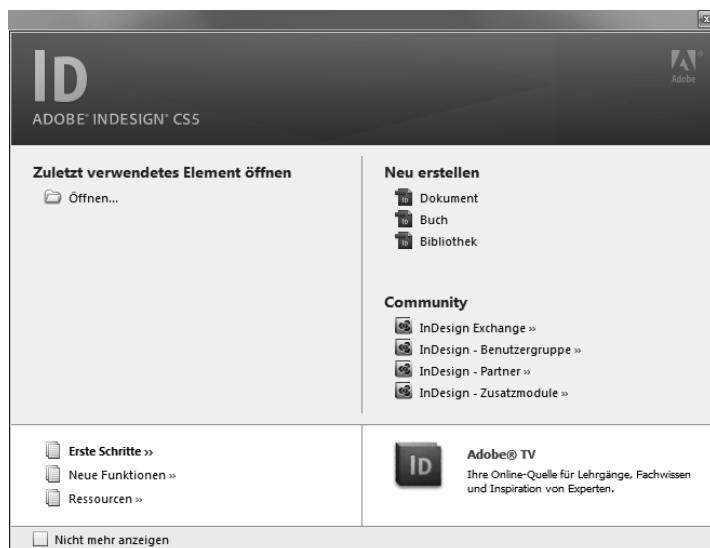 ID
Adobe
ADOBE® INDESIGN® CS5
Zuletzt verwendetes Element öffnen
Öffnen...
Neu erstellen
Dokument
Buch
Bibliothek
Community
InDesign Exchange »
InDesign - Benutzergruppe »
InDesign - Partner »
InDesign - Zusatzmodule »
Erste Schritte »
Neue Funktionen »
Ressourcen »
ID
Adobe® TV
Ihre Online-Quelle für Lehrgänge, Fachwissen
und Inspiration von Experten.
Nicht mehr anzeigen